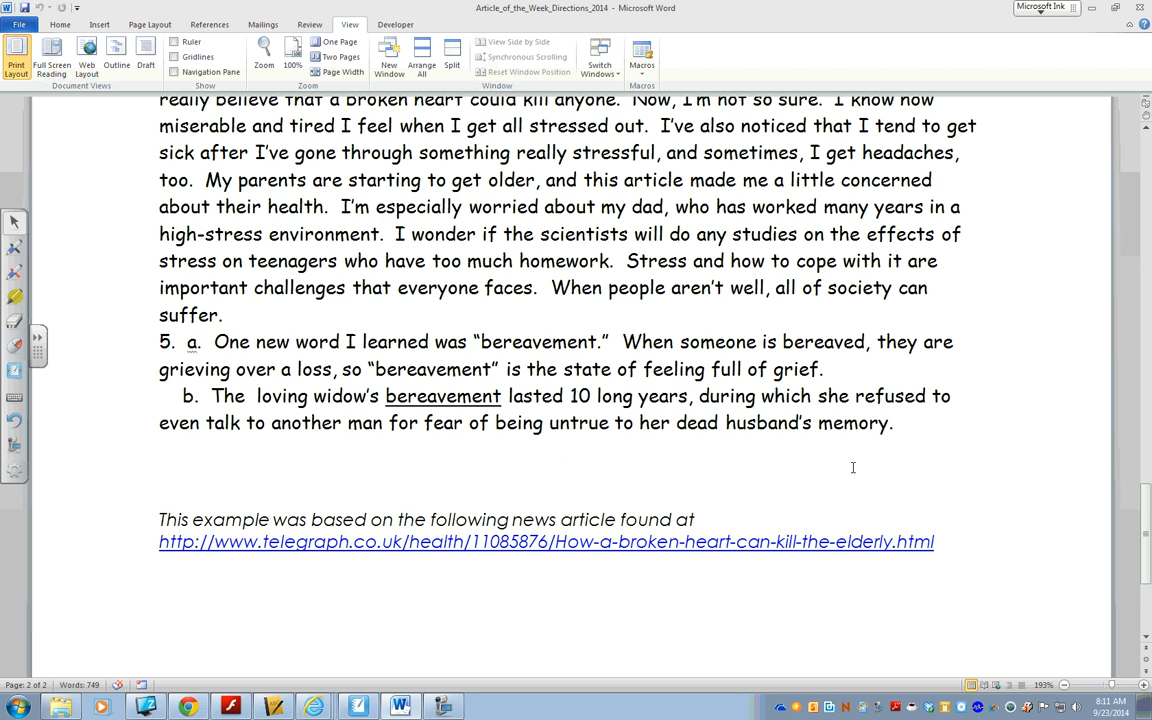 Article_of_the_Week_Directions_2014 — Microsoft Word
Microsoft Ink
File Home Insert Page Layout References Mailings Review View Developer
Print Layout
Full Screen Reading
Web Layout
Outline
Draft
Document Views
Ruler
Gridlines
Navigation Pane
Show
Zoom
100%
One Page
Two Pages
Page Width
Zoom
New Window
Arrange All
Split
View Side by Side
Synchronous Scrolling
Reset Window Position
Window
Switch Windows
Macros
Macros
really believe that a broken heart could kill anyone.  Now, I'm not so sure.  I know how
miserable and tired I feel when I get all stressed out.  I've also noticed that I tend to get
sick after I've gone through something really stressful, and sometimes, I get headaches,
too.  My parents are starting to get older, and this article made me a little concerned
about their health.  I'm especially worried about my dad, who has worked many years in a
high-stress environment.  I wonder if the scientists will do any studies on the effects of
stress on teenagers who have too much homework.  Stress and how to cope with it are
important challenges that everyone faces.  When people aren't well, all of society can
suffer.
5.  a.  One new word I learned was “bereavement.”  When someone is bereaved, they are
grieving over a loss, so “bereavement” is the state of feeling full of grief.
b.  The  loving widow's bereavement lasted 10 long years, during which she refused to
even talk to another man for fear of being untrue to her dead husband's memory.
This example was based on the following news article found at
http://www.telegraph.co.uk/health/11085876/How-a-broken-heart-can-kill-the-elderly.html
Page: 2 of 2 Words: 749 193%
8:11 AM
9/23/2014